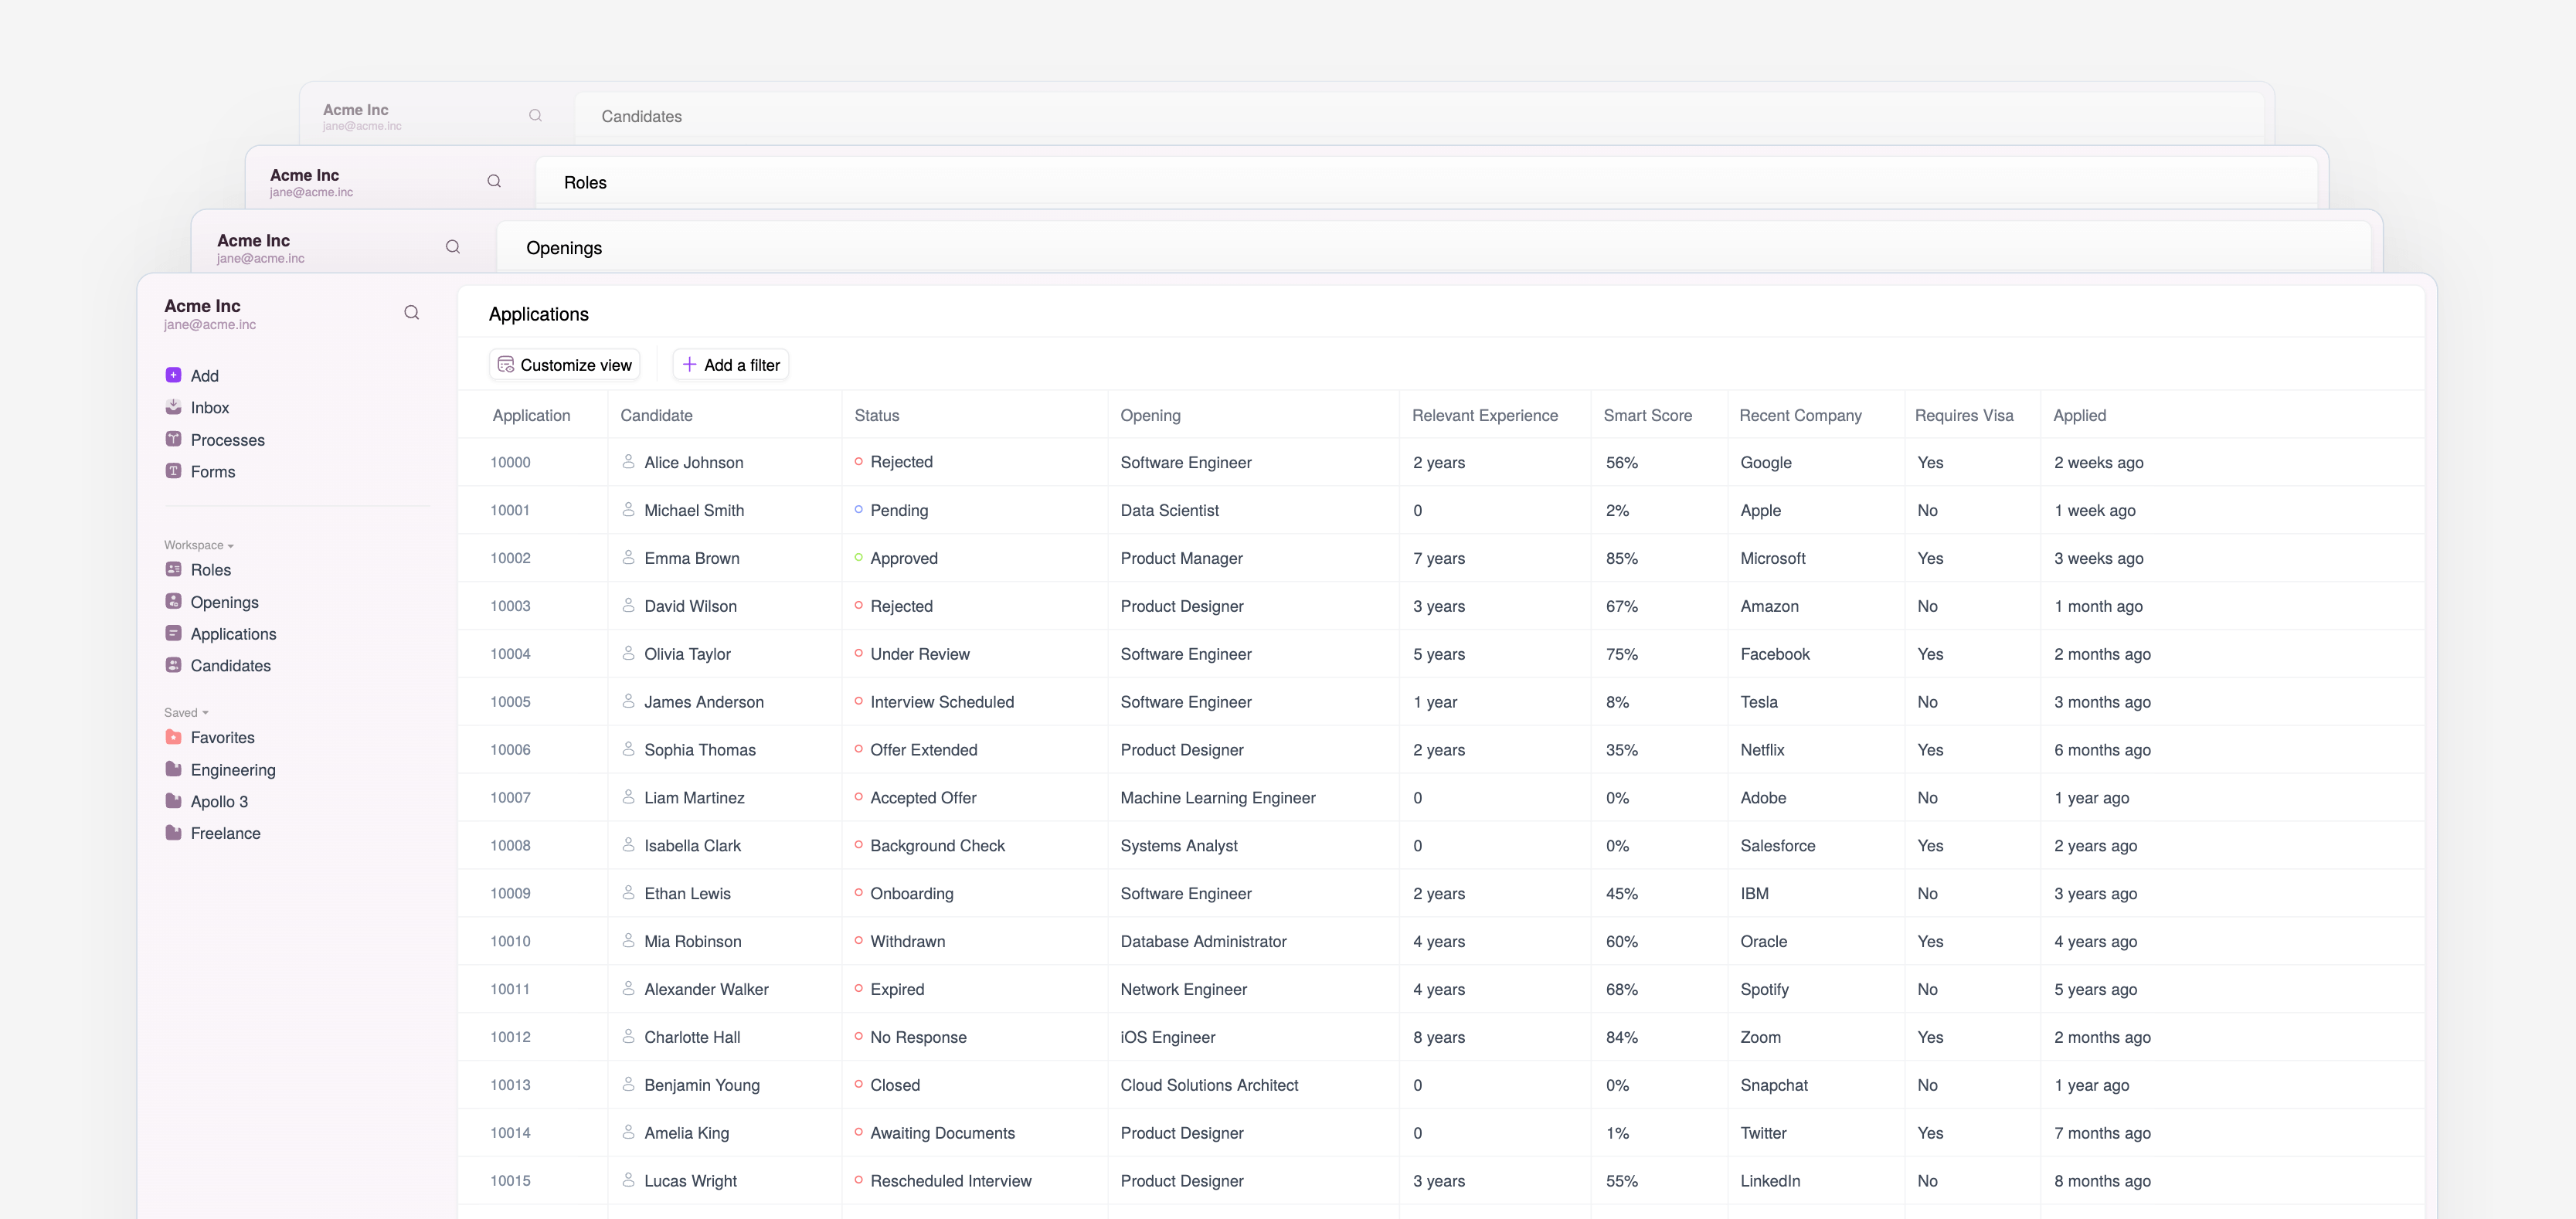 Acme Inc
jane@acme.inc
Candidates
Acme Inc
jane@acme.inc
Roles
Acme Inc
jane@acme.inc
Openings
Acme Inc
jane@acme.inc
Add
Inbox
Processes
Forms
Workspace
Roles
Openings
Applications
Candidates
Saved
Favorites
Engineering
Apollo 3
Freelance
Applications
Customize view Add a filter
Application Candidate Status Opening Relevant Experience Smart Score Recent Company Requires Visa Applied
10000 Alice Johnson Rejected Software Engineer 2 years 56% Google Yes 2 weeks ago
10001 Michael Smith Pending Data Scientist 0 2% Apple No 1 week ago
10002 Emma Brown Approved Product Manager 7 years 85% Microsoft Yes 3 weeks ago
10003 David Wilson Rejected Product Designer 3 years 67% Amazon No 1 month ago
10004 Olivia Taylor Under Review Software Engineer 5 years 75% Facebook Yes 2 months ago
10005 James Anderson Interview Scheduled Software Engineer 1 year 8% Tesla No 3 months ago
10006 Sophia Thomas Offer Extended Product Designer 2 years 35% Netflix Yes 6 months ago
10007 Liam Martinez Accepted Offer Machine Learning Engineer 0 0% Adobe No 1 year ago
10008 Isabella Clark Background Check Systems Analyst 0 0% Salesforce Yes 2 years ago
10009 Ethan Lewis Onboarding Software Engineer 2 years 45% IBM No 3 years ago
10010 Mia Robinson Withdrawn Database Administrator 4 years 60% Oracle Yes 4 years ago
10011 Alexander Walker Expired Network Engineer 4 years 68% Spotify No 5 years ago
10012 Charlotte Hall No Response iOS Engineer 8 years 84% Zoom Yes 2 months ago
10013 Benjamin Young Closed Cloud Solutions Architect 0 0% Snapchat No 1 year ago
10014 Amelia King Awaiting Documents Product Designer 0 1% Twitter Yes 7 months ago
10015 Lucas Wright Rescheduled Interview Product Designer 3 years 55% LinkedIn No 8 months ago